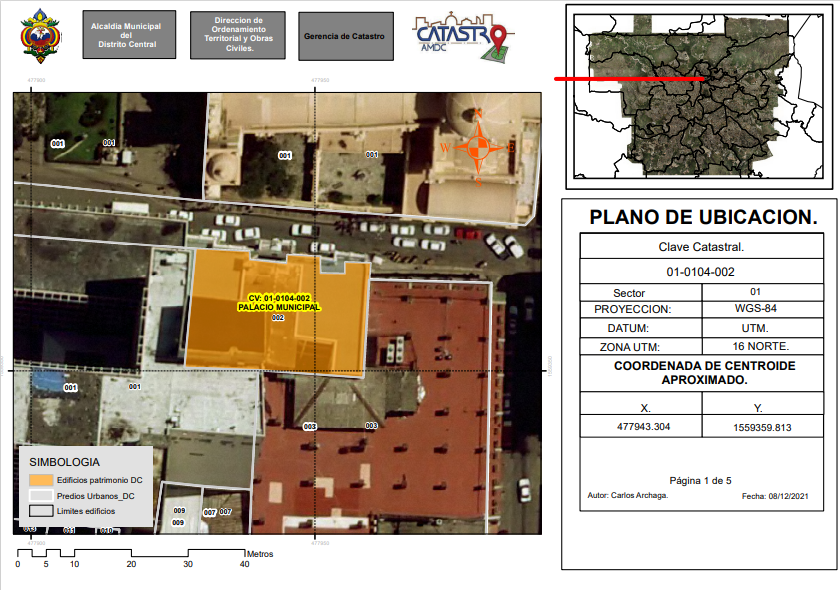 Alcaldia Municipal
del
Distrito Central
Direccion de
Ordenamiento
Territorial y Obras
Civiles.
Gerencia de Catastro
CATASTRO
AMDC
477900
477950
N
W
E
S
001
001
001
001
CV: 01-0104-002
PALACIO MUNICIPAL
002
001
001
003
003
009
009
007
007
SIMBOLOGIA
Edificios patrimonio DC
Predios Urbanos_DC
Limites edificios
477900
477950
Metros
0 5 10 20 30 40
PLANO DE UBICACION.
Clave Catastral.
01-0104-002
Sector 01
PROYECCION: WGS-84
DATUM: UTM.
ZONA UTM: 16 NORTE.
COORDENADA DE CENTROIDE
APROXIMADO.
X. Y.
477943.304 1559359.813
Página 1 de 5
Autor: Carlos Archaga. Fecha: 08/12/2021